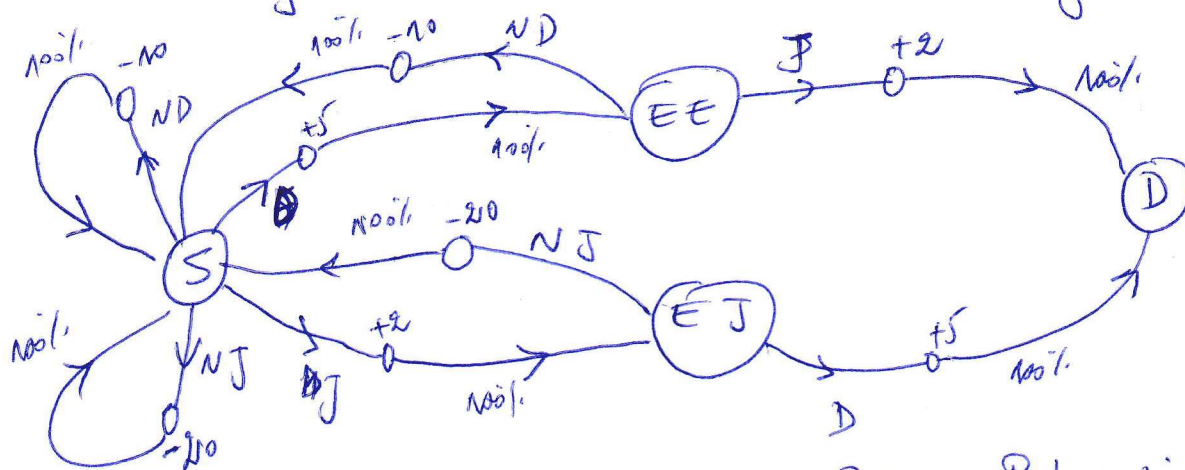 100% -10 ND
100% -10 ND
+5 100%
EE
J +2 100%
D
100% -20 NJ
S
100% NJ -20
J +2 100%
EJ
D +5 100%